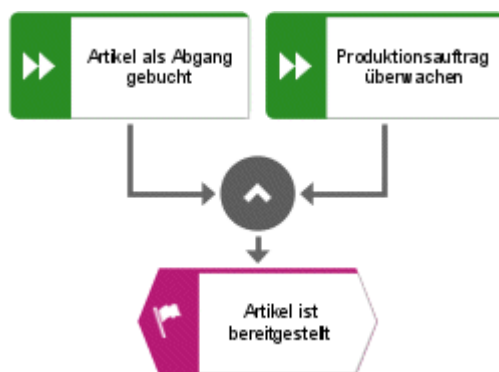 Artikel als Abgang
gebucht
Produktionsauftrag
überwachen
Artikel ist
bereitgestellt